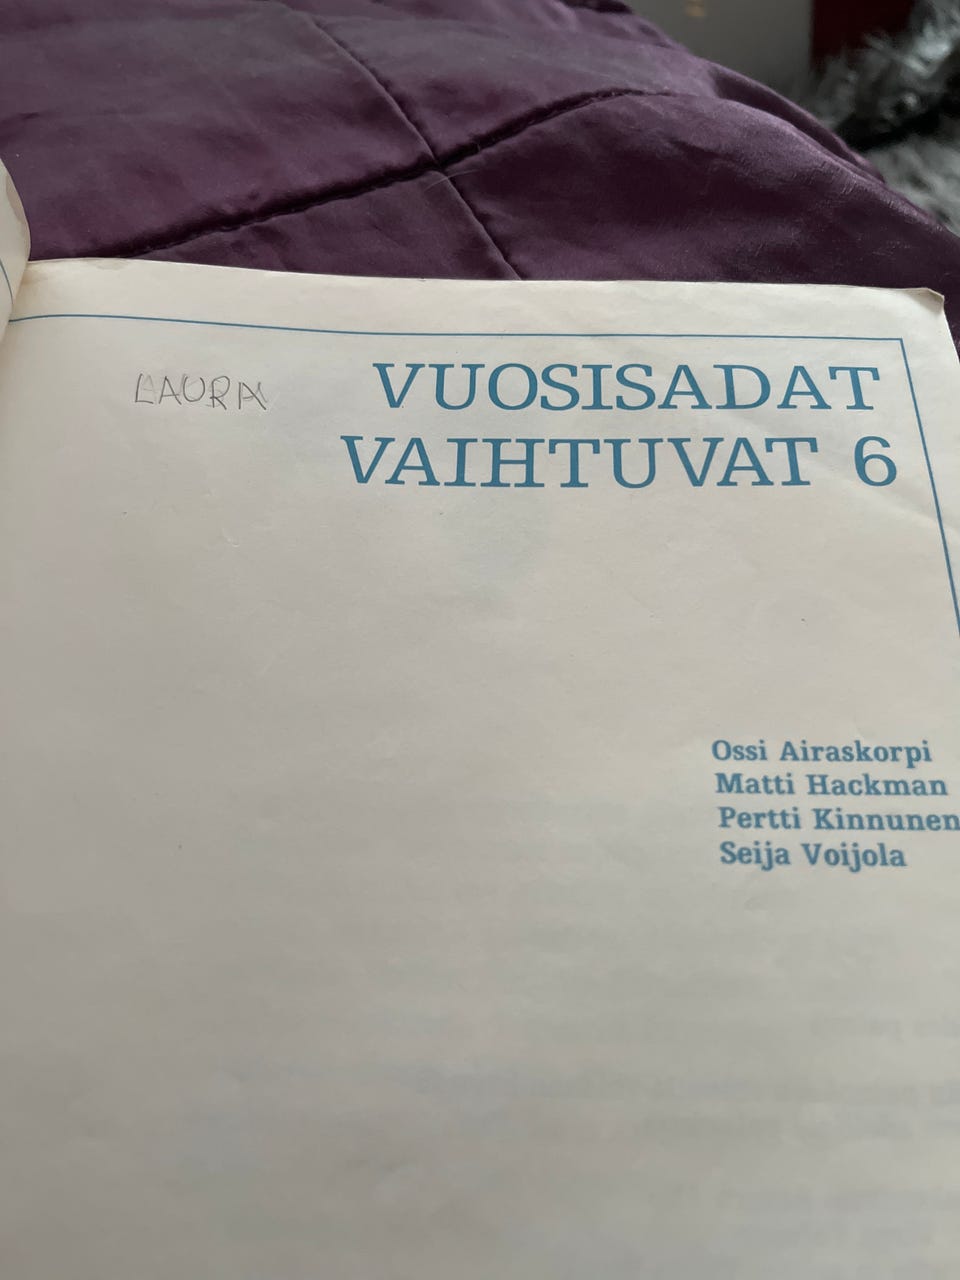 LAURA
VUOSISADAT
VAIHTUVAT 6
Ossi Airaskorpi
Matti Hackman
Pertti Kinnunen
Seija Voijola